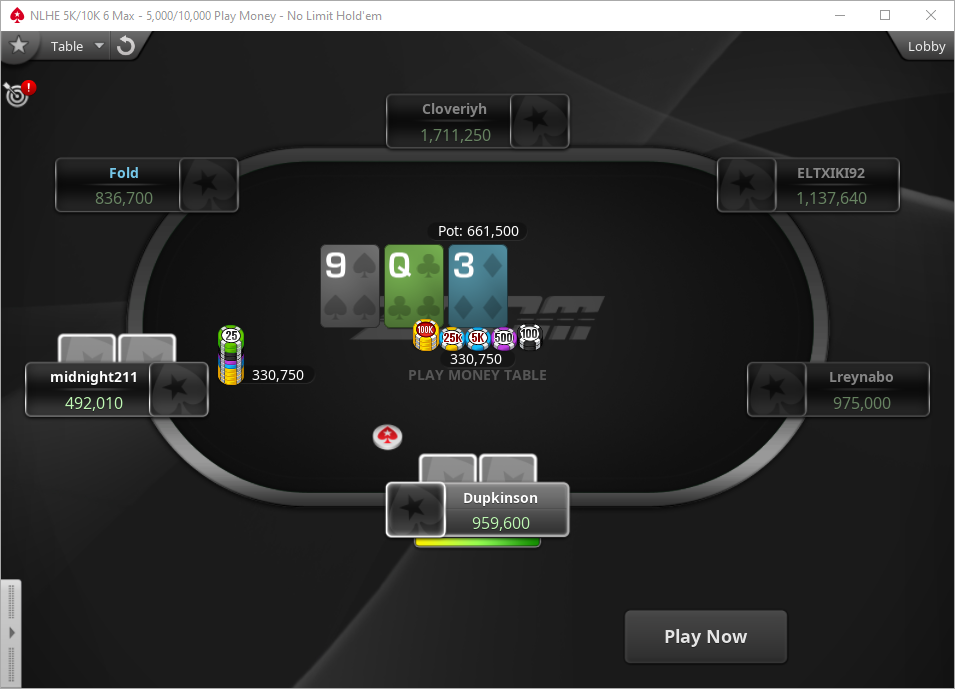 NLHE 5K/10K 6 Max - 5,000/10,000 Play Money - No Limit Hold'em
Table
Lobby
!
Cloveriyh
1,711,250
Fold
836,700
ELTXIKI92
1,137,640
Pot: 661,500
9 Q 3
100K 25K 5K 500 100
25
330,750
330,750
PLAY MONEY TABLE
midnight211
492,010
Lreynabo
975,000
Dupkinson
959,600
Play Now